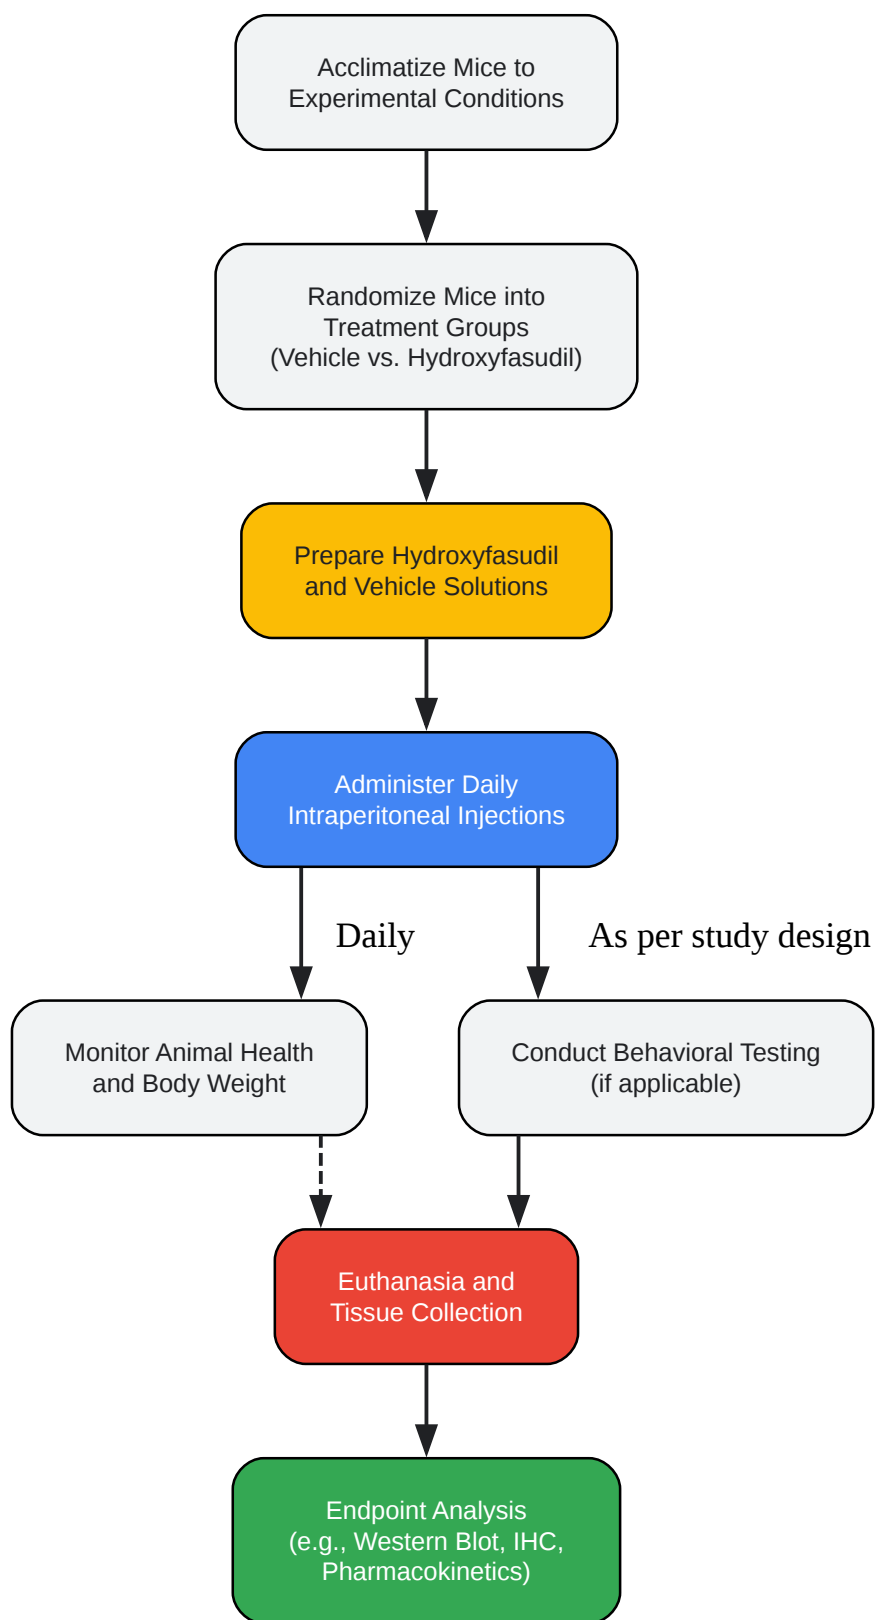 Acclimatize Mice to
Experimental Conditions
Randomize Mice into
Treatment Groups
(Vehicle vs. Hydroxyfasudil)
Prepare Hydroxyfasudil
and Vehicle Solutions
Administer Daily
Intraperitoneal Injections
Daily
As per study design
Monitor Animal Health
and Body Weight
Conduct Behavioral Testing
(if applicable)
Euthanasia and
Tissue Collection
Endpoint Analysis
(e.g., Western Blot, IHC,
Pharmacokinetics)